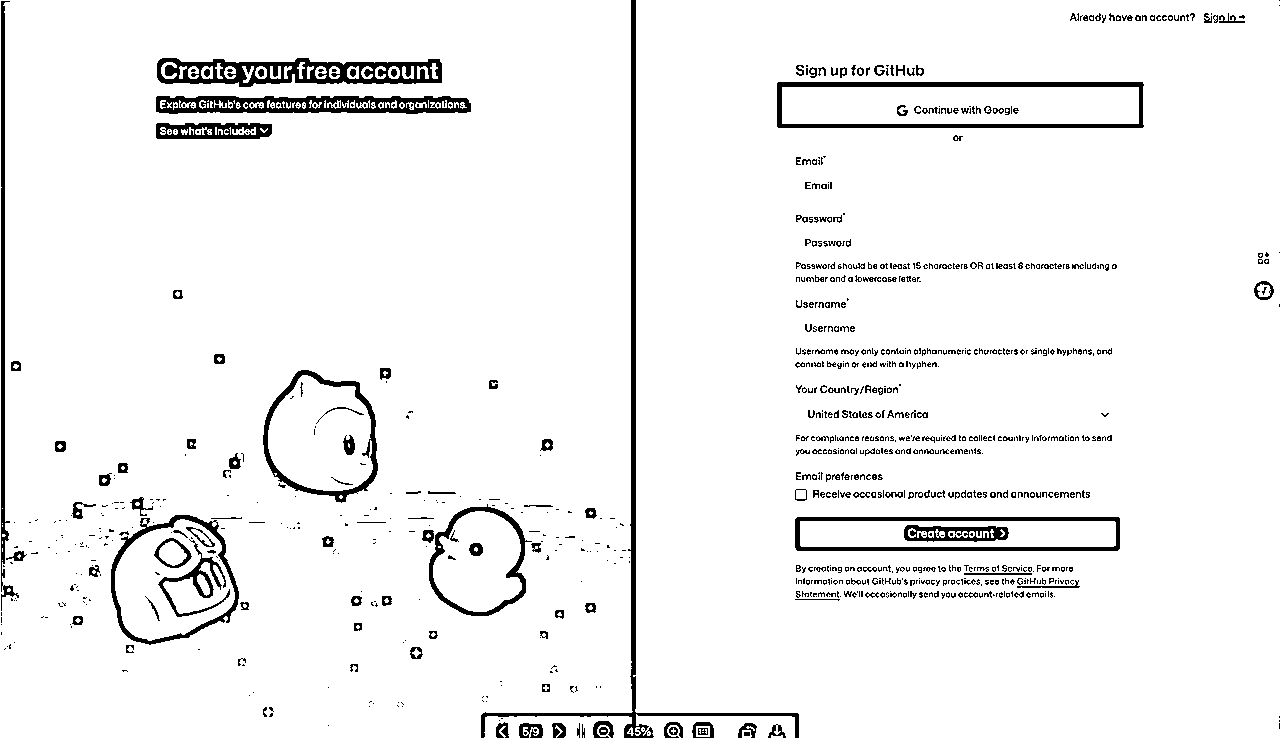 Already have an account? Sign in →
Create your free account
Explore GitHub's core features for individuals and organizations.
See what's included
Sign up for GitHub
Continue with Google
or
Email*
Email
Password*
Password
Password should be at least 15 characters OR at least 8 characters including a
number and a lowercase letter.
Username*
Username
Username may only contain alphanumeric characters or single hyphens, and
cannot begin or end with a hyphen.
Your Country/Region*
United States of America
For compliance reasons, we're required to collect country information to send
you occasional updates and announcements.
Email preferences
Receive occasional product updates and announcements
Create account
By creating an account, you agree to the Terms of Service. For more
information about GitHub's privacy practices, see the GitHub Privacy
Statement. We'll occasionally send you account-related emails.
45%